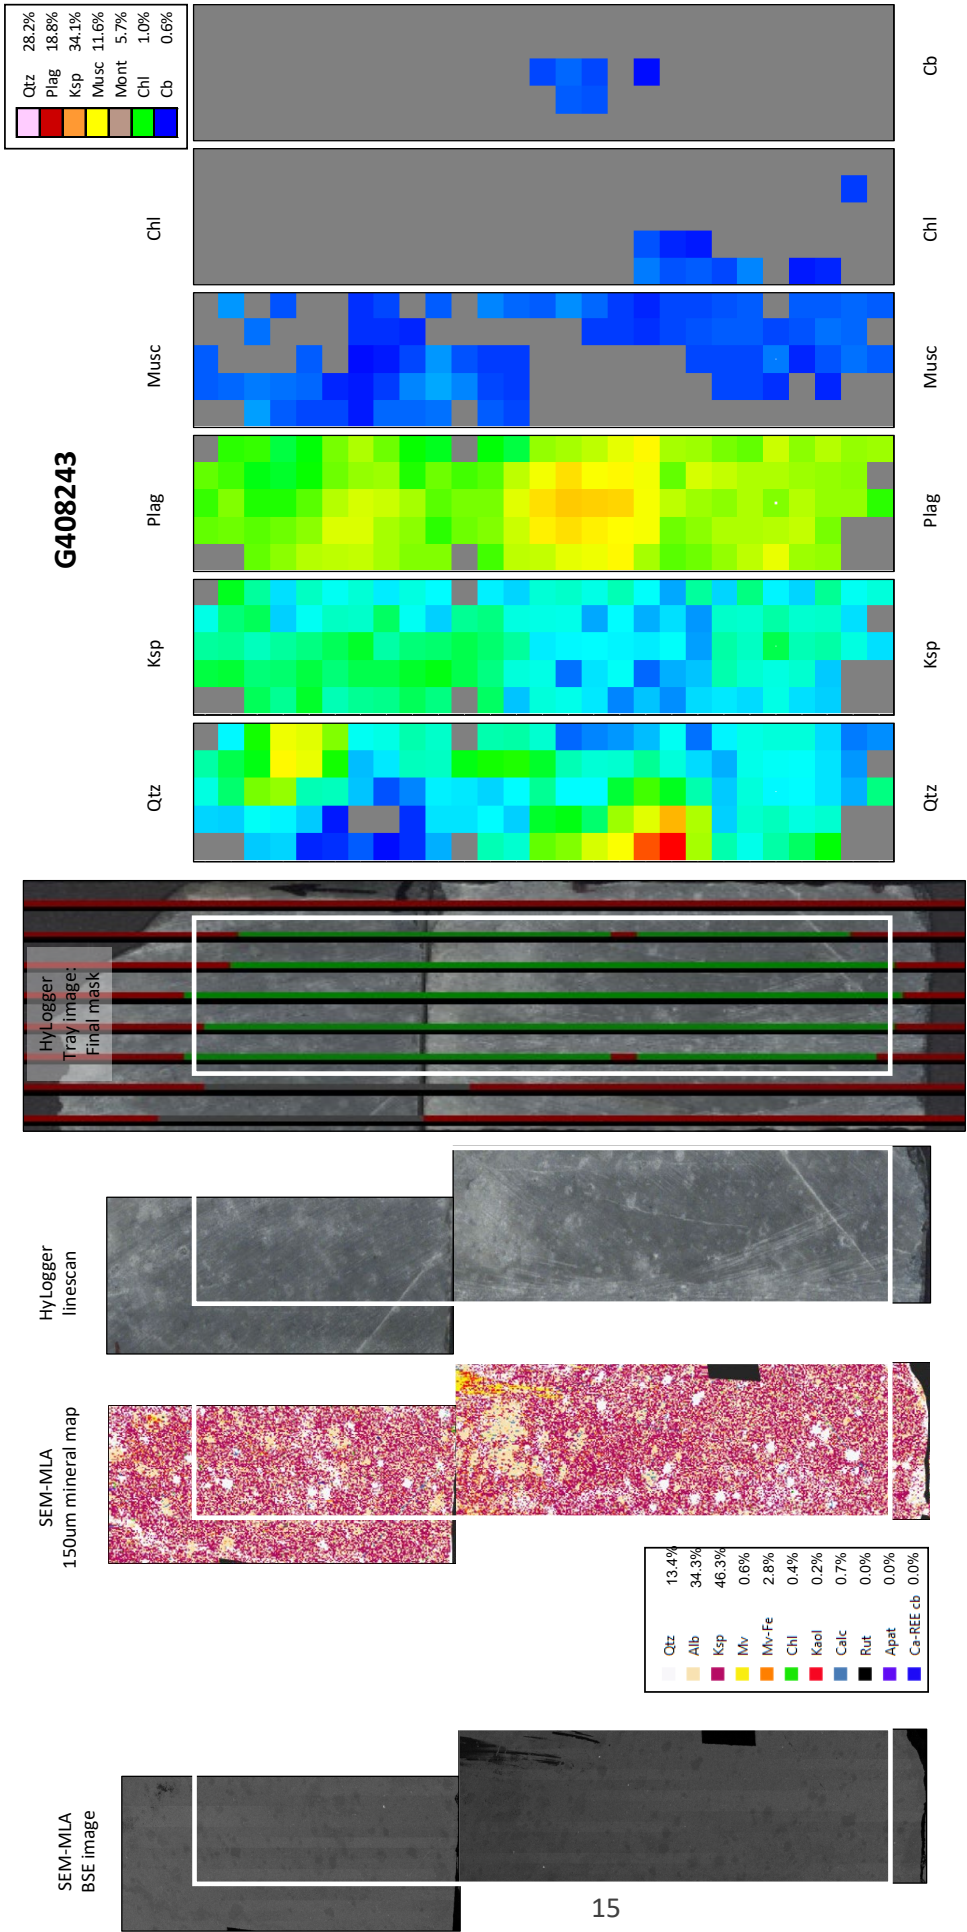 G408243
Qtz 28.2%
Plag 18.8%
Ksp 34.1%
Musc 11.6%
Mont 5.7%
Chl 1.0%
Cb 0.6%
SEM-MLA
BSE image
SEM-MLA
150um mineral map
HyLogger
linescan
HyLogger
Tray image:
Final mask
Qtz
Ksp
Plag
Musc
Chl
Qtz
Ksp
Plag
Musc
Chl
Cb
Qtz 13.4%
Alb 34.3%
Ksp 46.3%
Mv 0.6%
Mv-Fe 2.8%
Chl 0.4%
Kaol 0.2%
Calc 0.7%
Rut 0.0%
Apat 0.0%
Ca-REE cb 0.0%
15